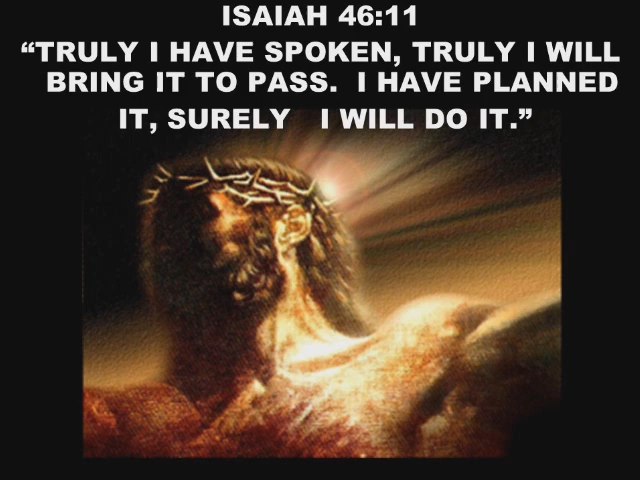 ISAIAH 46:11
“TRULY I HAVE SPOKEN, TRULY I WILL
BRING IT TO PASS.  I HAVE PLANNED
IT, SURELY   I WILL DO IT.”